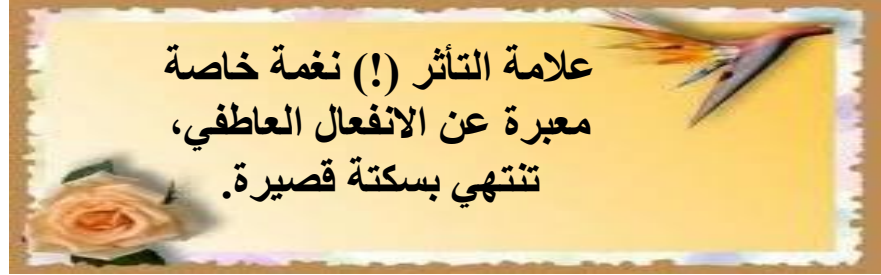 علامة التأثر (!) نغمة خاصة
معبرة عن الانفعال العاطفي،
تنتهي بسكتة قصيرة.